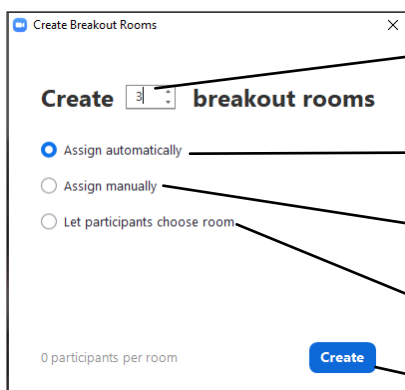 Create Breakout Rooms
Create 3 breakout rooms
Assign automatically
Assign manually
Let participants choose room
0 participants per room
Create